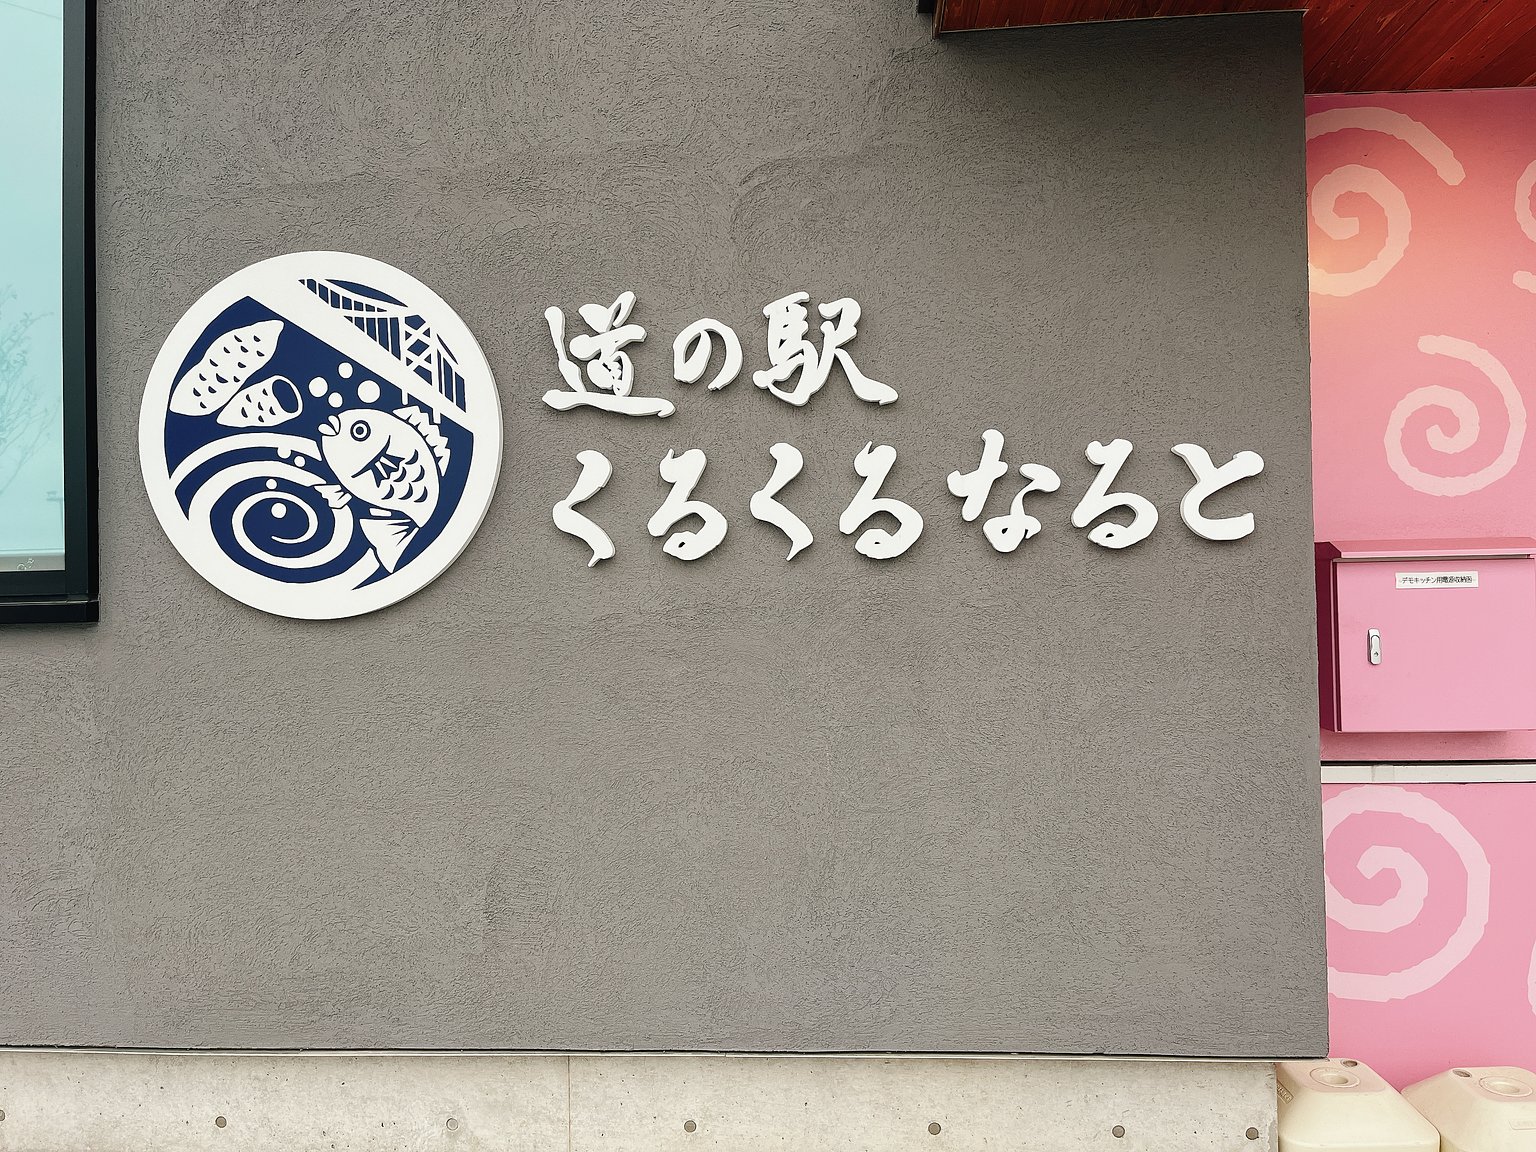 道の駅
くるくるなると
デモキッチン用電源収納函